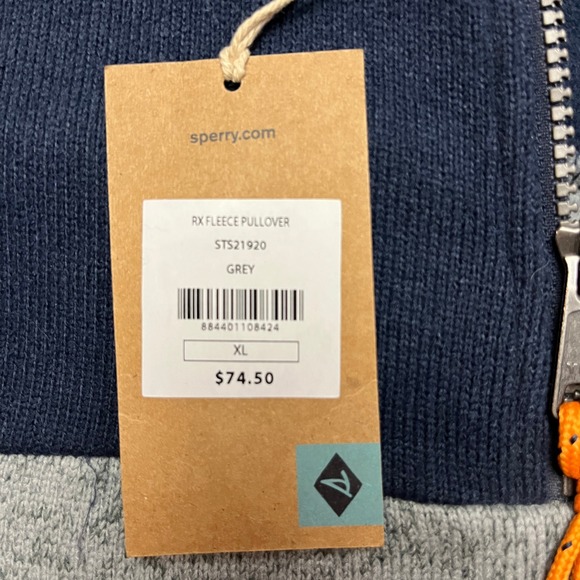 sperry.com
RX FLEECE PULLOVER
STS21920
GREY
884401108424
XL
$74.50